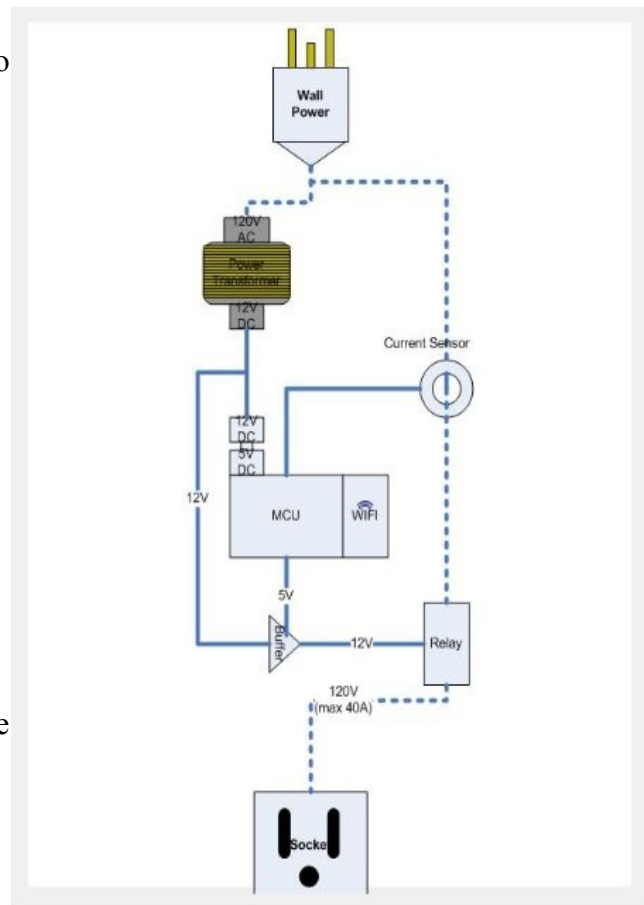 o
Wall
Power
120V
AC
Power
Transformer
12V
DC
Current Sensor
12V
DC
5V
DC
12V
MCU
WIFI
5V
Buffer
12V
Relay
120V
(max 40A)
e
Socke